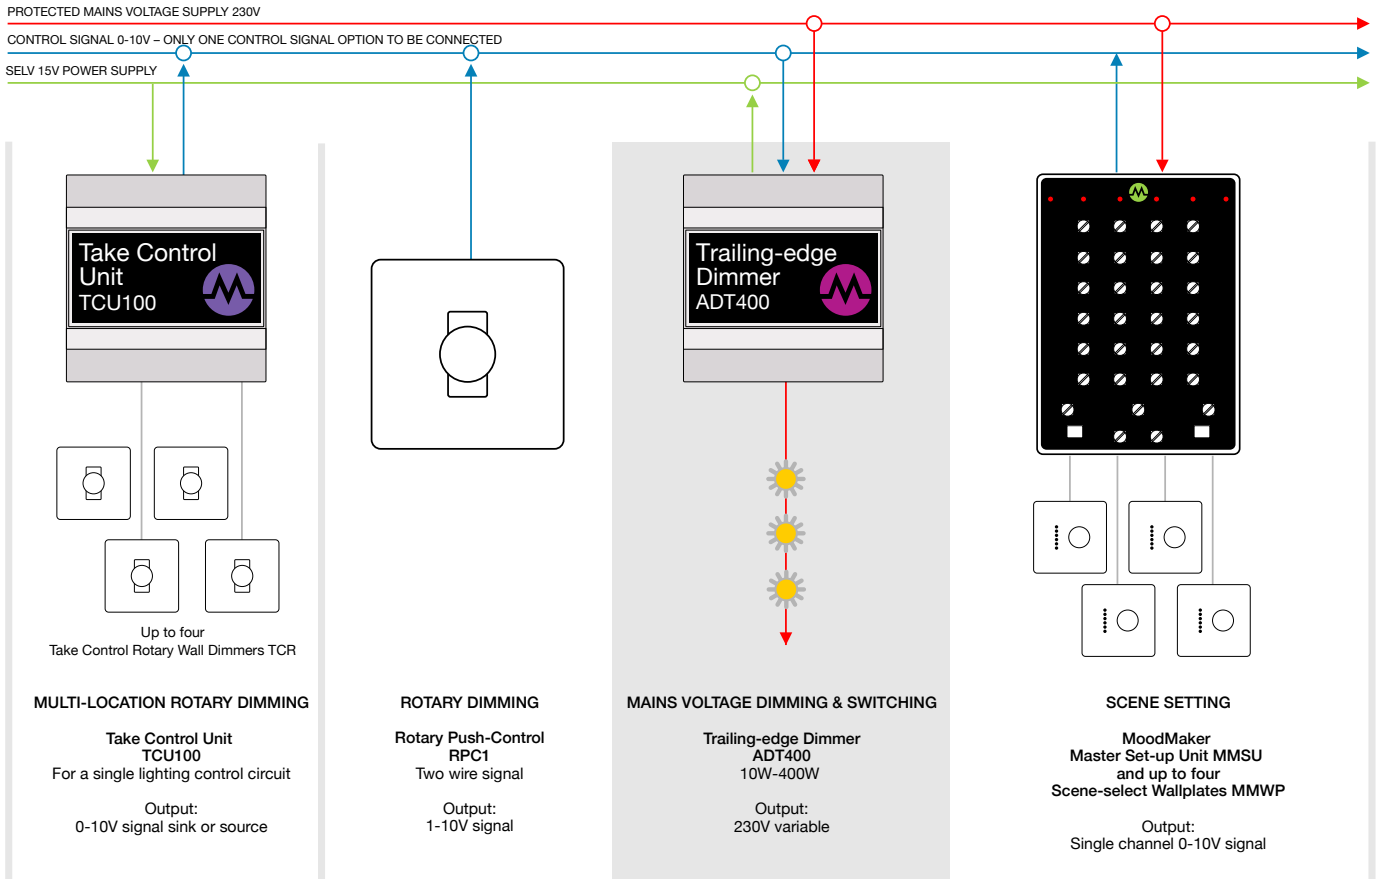 PROTECTED MAINS VOLTAGE SUPPLY 230V
CONTROL SIGNAL 0-10V – ONLY ONE CONTROL SIGNAL OPTION TO BE CONNECTED
SELV 15V POWER SUPPLY
Take Control
Unit
TCU100
Trailing-edge
Dimmer
ADT400
Up to four
Take Control Rotary Wall Dimmers TCR
MULTI-LOCATION ROTARY DIMMING
Take Control Unit
TCU100
For a single lighting control circuit
Output:
0-10V signal sink or source
ROTARY DIMMING
Rotary Push-Control
RPC1
Two wire signal
Output:
1-10V signal
MAINS VOLTAGE DIMMING & SWITCHING
Trailing-edge Dimmer
ADT400
10W-400W
Output:
230V variable
SCENE SETTING
MoodMaker
Master Set-up Unit MMSU
and up to four
Scene-select Wallplates MMWP
Output:
Single channel 0-10V signal